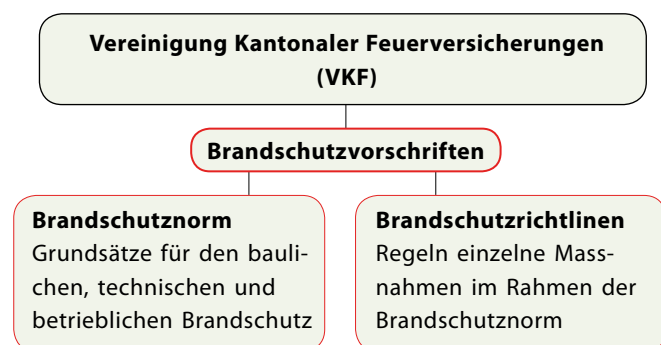 Vereinigung Kantonaler Feuerversicherungen
(VKF)
Brandschutzvorschriften
Brandschutznorm
Grundsätze für den bauli-
chen, technischen und
betrieblichen Brandschutz
Brandschutzrichtlinen
Regeln einzelne Mass-
nahmen im Rahmen der
Brandschutznorm